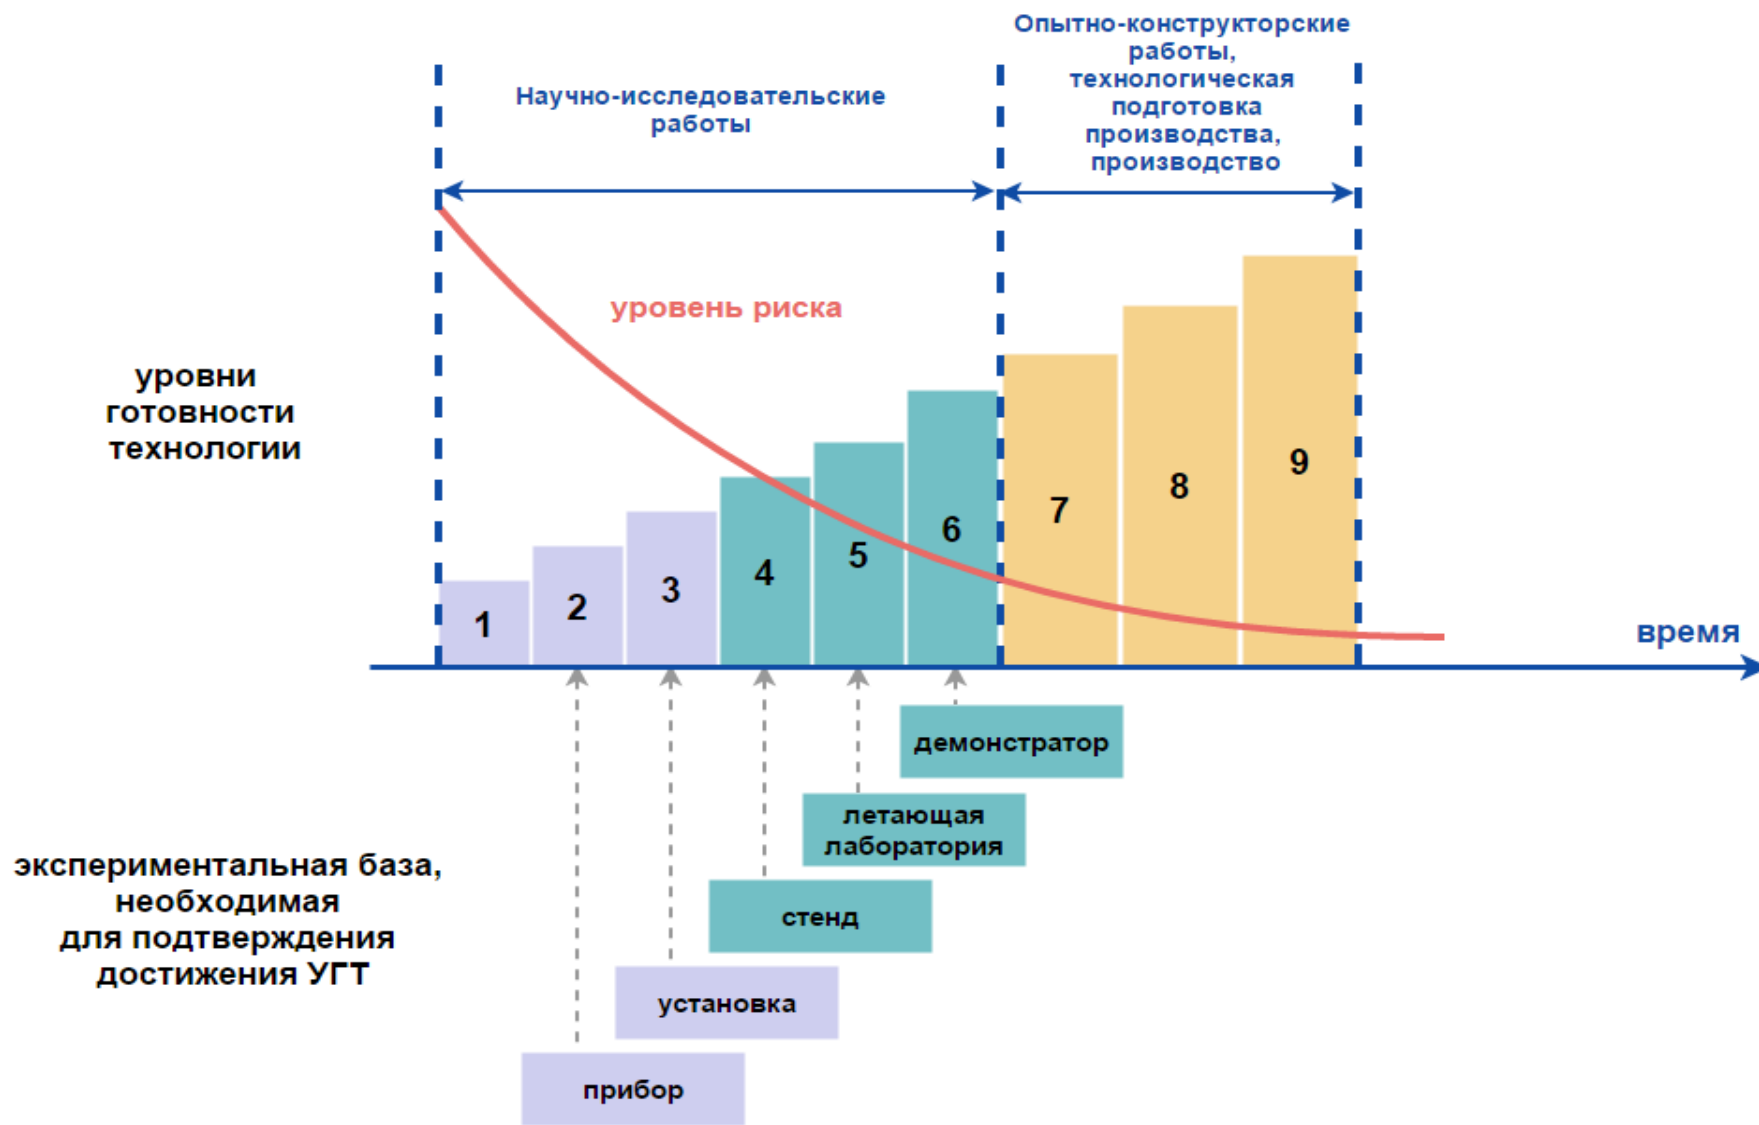 Научно-исследовательские
работы
Опытно-конструкторские
работы,
технологическая
подготовка
производства,
производство
уровень риска
уровни
готовности
технологии
1
2
3
4
5
6
7
8
9
время
демонстратор
летающая
лаборатория
стенд
установка
прибор
экспериментальная база,
необходимая
для подтверждения
достижения УГТ